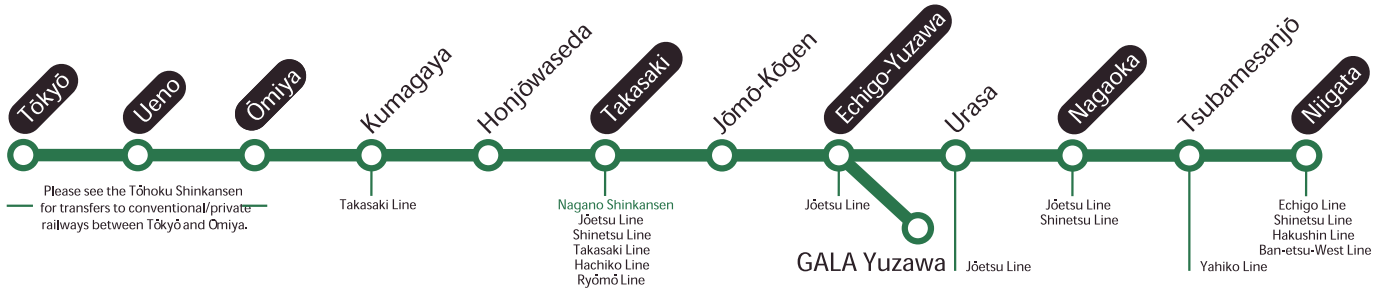 Tōkyō
Ueno
Ōmiya
Kumagaya
Honjōwaseda
Takasaki
Jōmō-Kōgen
Echigo-Yuzawa
Urasa
Nagaoka
Tsubamesanjō
Niigata
Please see the Tōhoku Shinkansen
for transfers to conventional/private
railways between Tōkyō and Ōmiya.
Takasaki Line
Nagano Shinkansen
Jōetsu Line
Shinetsu Line
Takasaki Line
Hachiko Line
Ryōmō Line
Jōetsu Line
GALA Yuzawa
Jōetsu Line
Jōetsu Line
Shinetsu Line
Yahiko Line
Echigo Line
Shinetsu Line
Hakushin Line
Ban-etsu-West Line